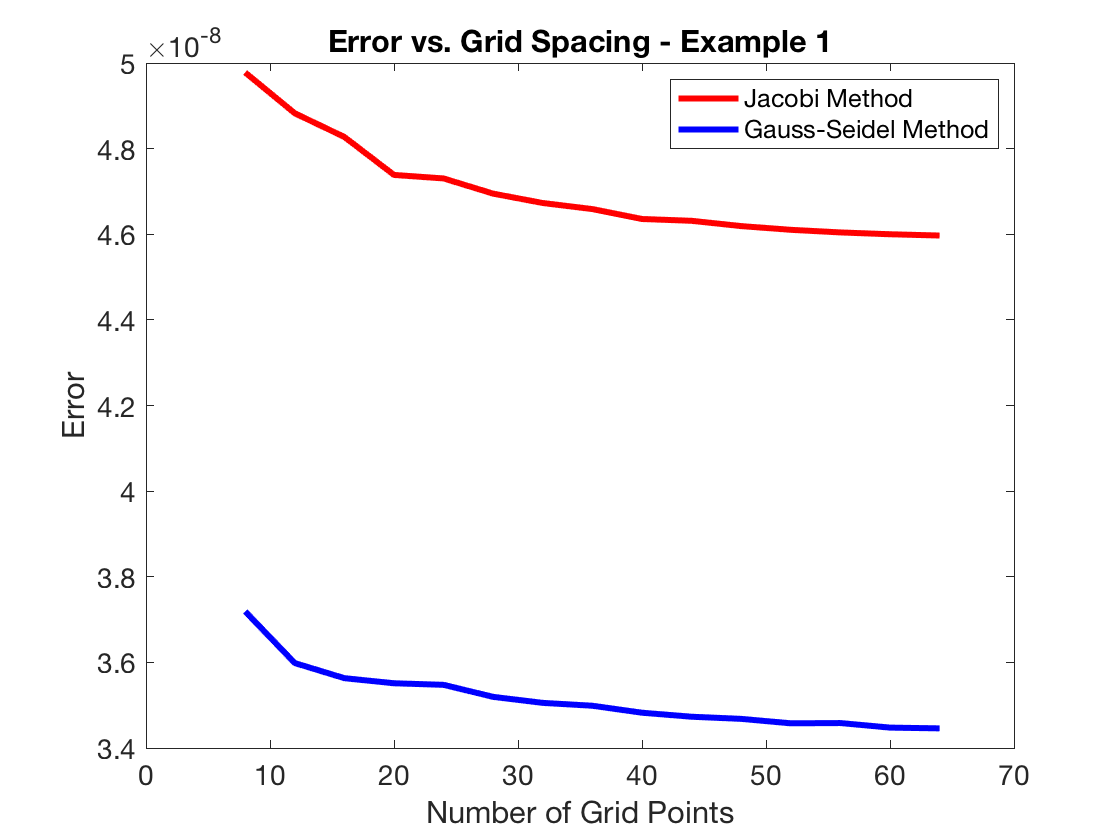 Error vs. Grid Spacing - Example 1
×10-8
Jacobi Method
Gauss-Seidel Method
5
4.8
4.6
4.4
4.2
4
3.8
3.6
3.4
Error
0 10 20 30 40 50 60 70
Number of Grid Points